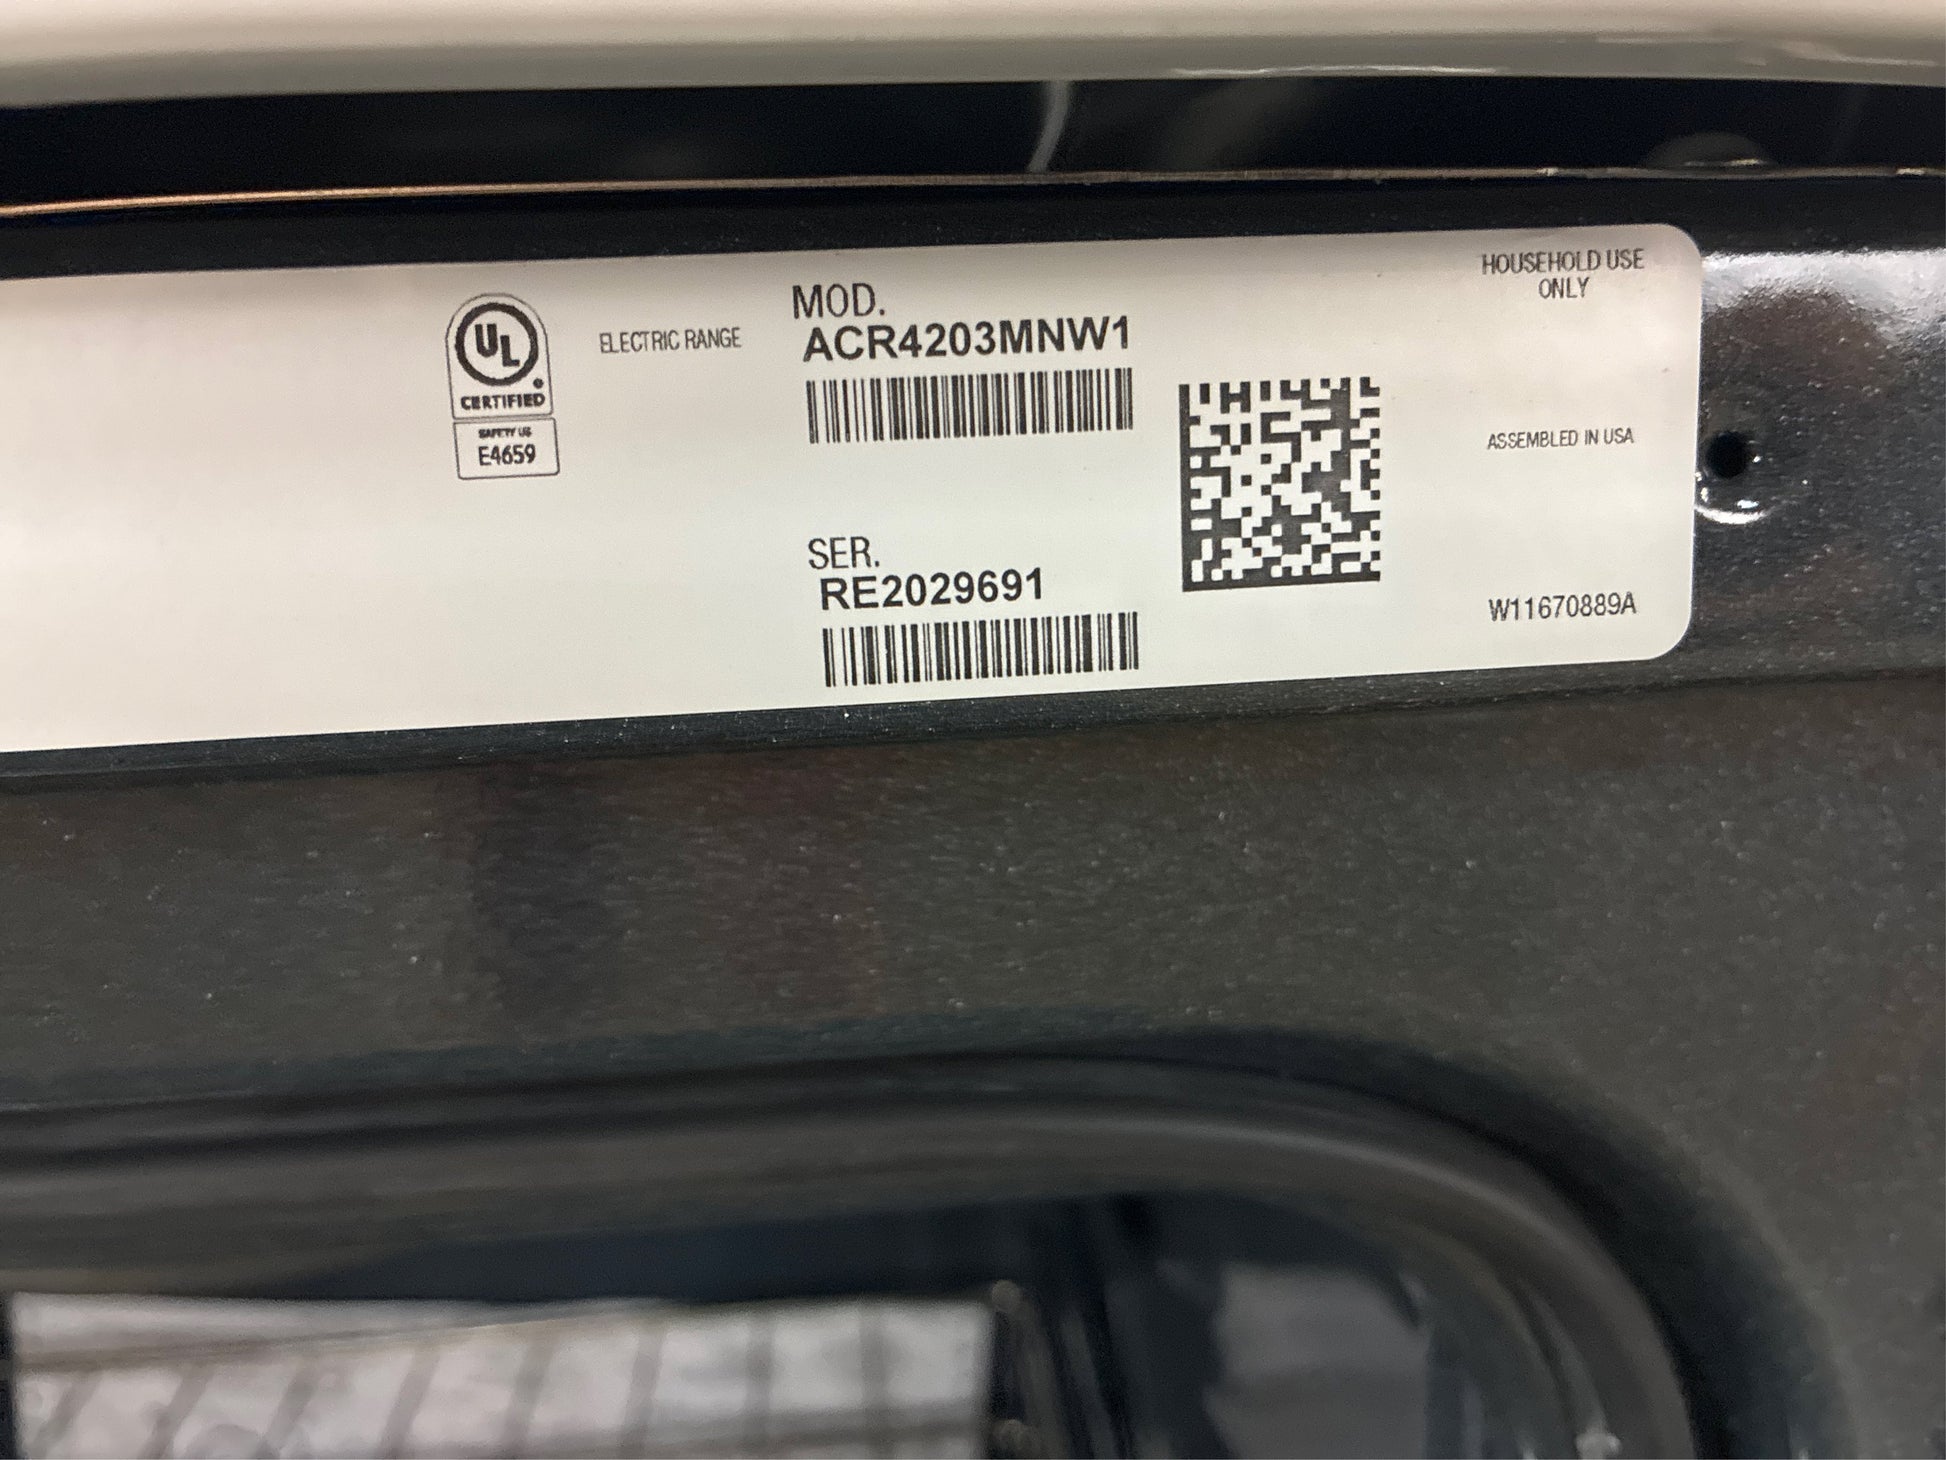 HOUSEHOLD USE
ONLY
MOD.
ACR4203MNW1
ELECTRIC RANGE
UL
CERTIFIED
SAFETY US
E4659
ASSEMBLED IN USA
SER.
RE2029691
W11670889A